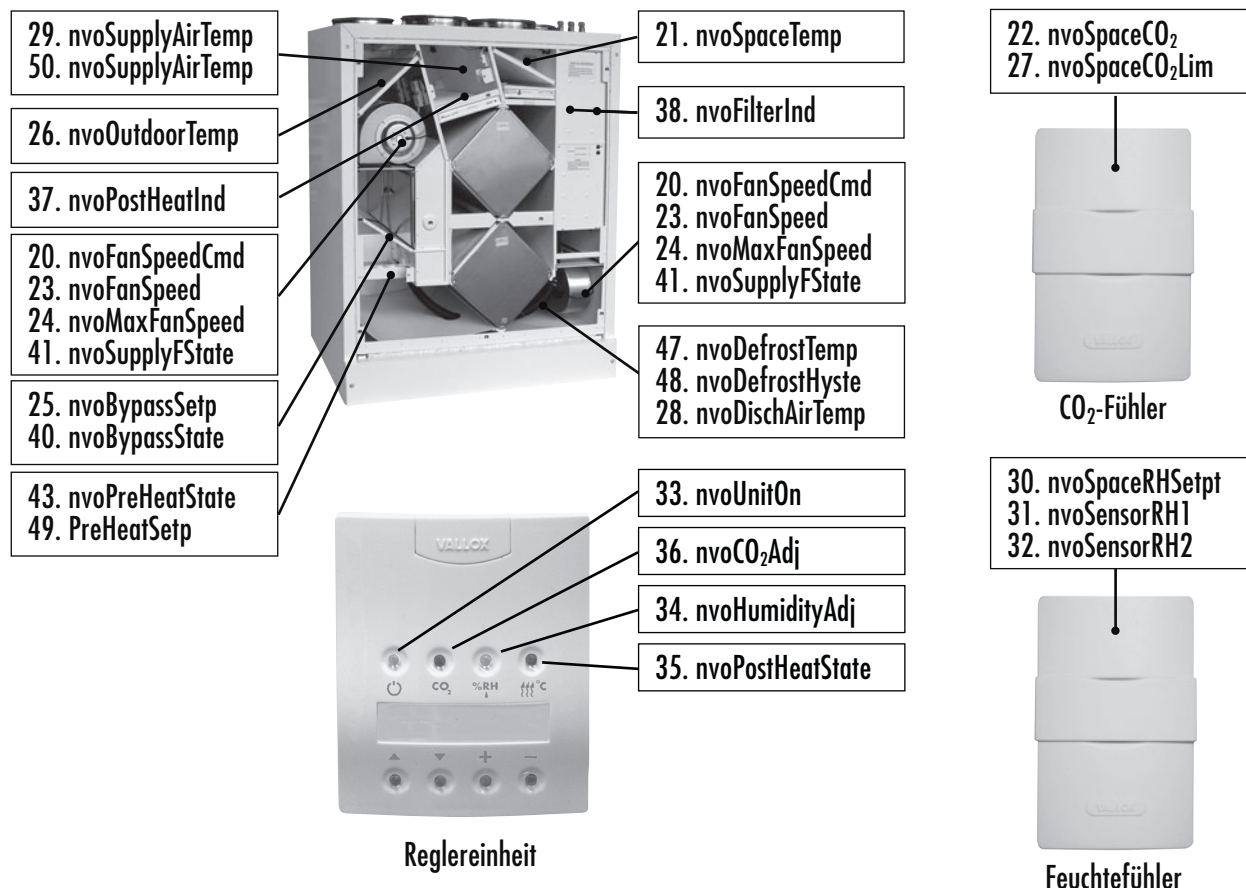 29. nvoSupplyAirTemp
50. nvoSupplyAirTemp
26. nvoOutdoorTemp
37. nvoPostHeatInd
20. nvoFanSpeedCmd
23. nvoFanSpeed
24. nvoMaxFanSpeed
41. nvoSupplyFState
25. nvoBypassSetp
40. nvoBypassState
43. nvoPreHeatState
49. PreHeatSetp
21. nvoSpaceTemp
38. nvoFilterInd
20. nvoFanSpeedCmd
23. nvoFanSpeed
24. nvoMaxFanSpeed
41. nvoSupplyFState
47. nvoDefrostTemp
48. nvoDefrostHyste
28. nvoDischAirTemp
33. nvoUnitOn
36. nvoCO₂Adj
34. nvoHumidityAdj
35. nvoPostHeatState
VALLOX
CO₂ %RH °C
Reglereinheit
22. nvoSpaceCO₂
27. nvoSpaceCO₂Lim
VALLOX
CO₂-Fühler
30. nvoSpaceRHSetpt
31. nvoSensorRH1
32. nvoSensorRH2
VALLOX
Feuchtefühler